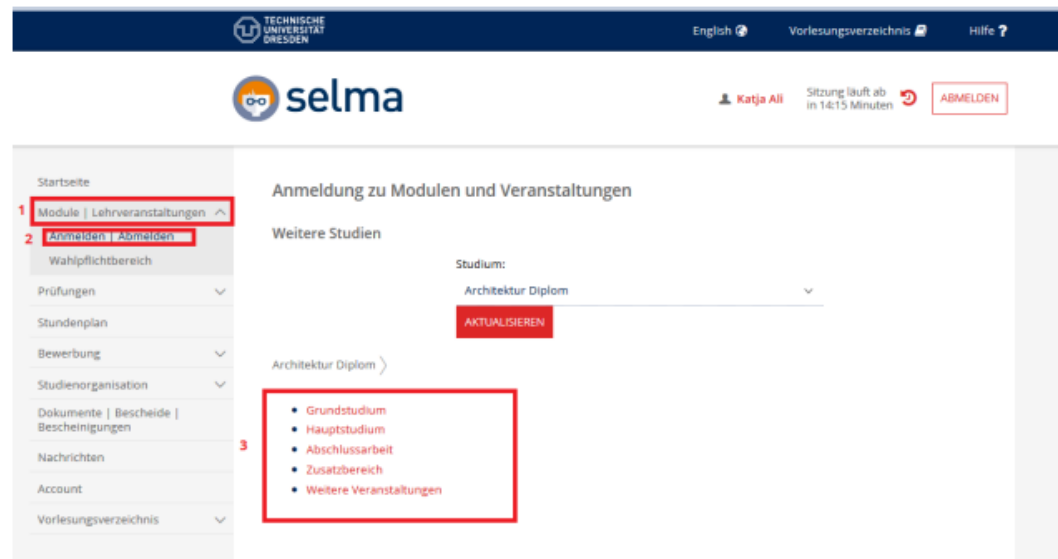 TECHNISCHE
UNIVERSITÄT
DRESDEN
English
Vorlesungsverzeichnis
Hilfe ?
selma
Katja Ali
Sitzung läuft ab
in 14:15 Minuten
ABMELDEN
Startseite
1 Module | Lehrveranstaltungen
2 Anmelden | Abmelden
Wahlpflichtbereich
Prüfungen
Stundenplan
Bewerbung
Studienorganisation
Dokumente | Bescheide |
Bescheinigungen
Nachrichten
Account
Vorlesungsverzeichnis
Anmeldung zu Modulen und Veranstaltungen
Weitere Studien
Studium:
Architektur Diplom
AKTUALISIEREN
Architektur Diplom
3
Grundstudium
Hauptstudium
Abschlussarbeit
Zusatzbereich
Weitere Veranstaltungen